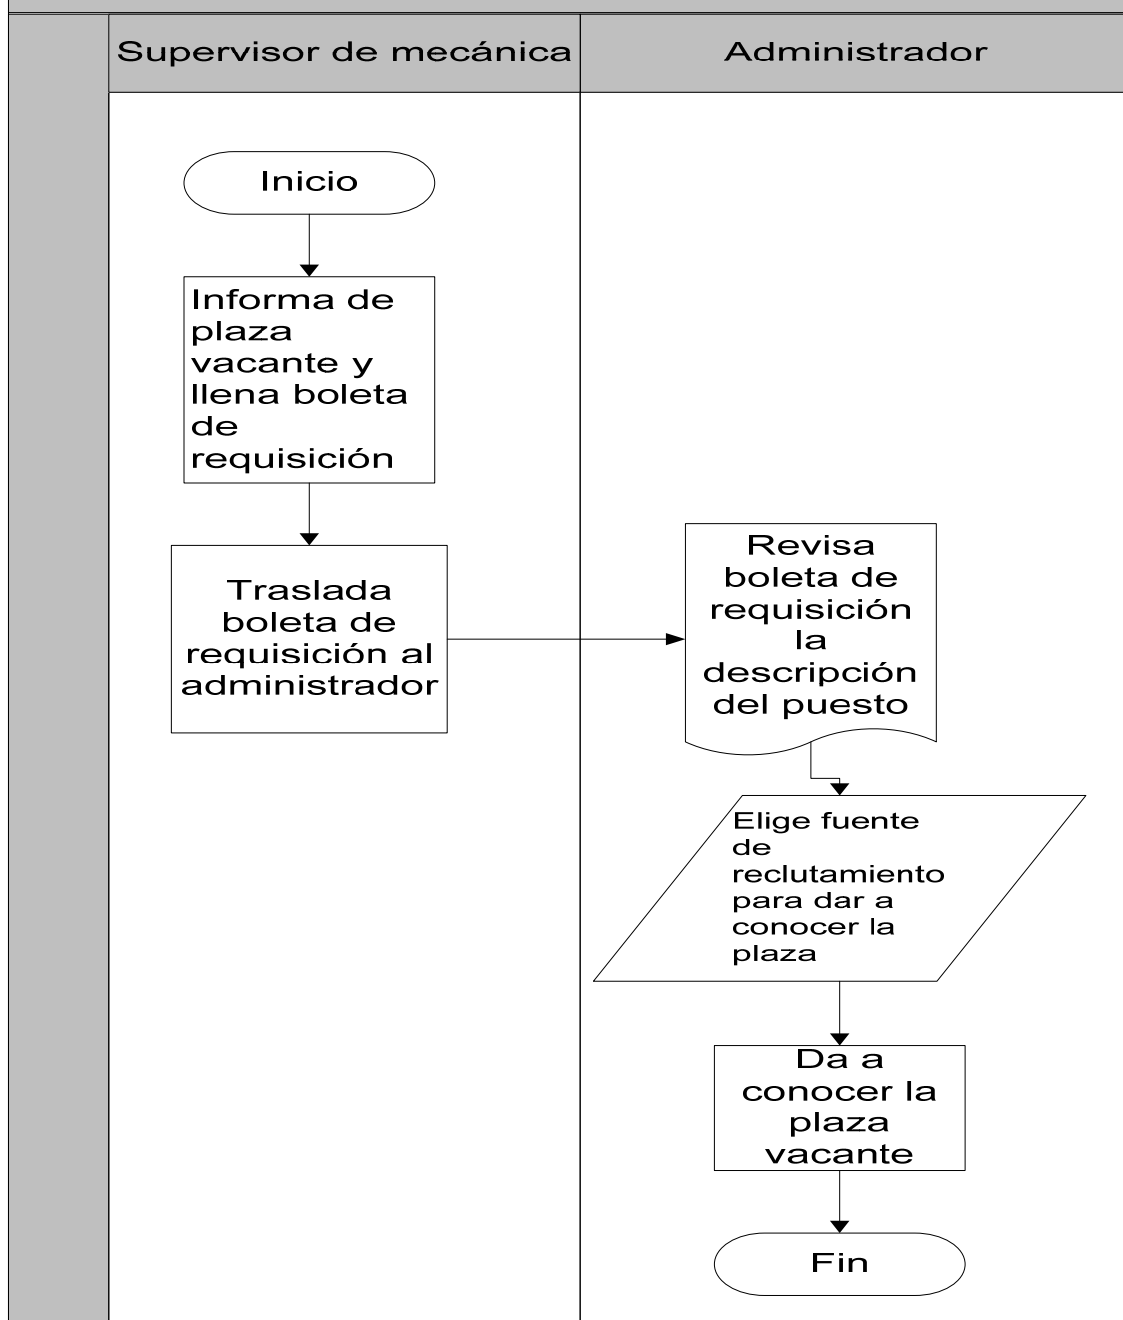 Supervisor de mecánica
Administrador
Inicio
Informa de
plaza
vacante y
llena boleta
de
requisición
Traslada
boleta de
requisición al
administrador
Revisa
boleta de
requisición
la
descripción
del puesto
Elige fuente
de
reclutamiento
para dar a
conocer la
plaza
Da a
conocer la
plaza
vacante
Fin